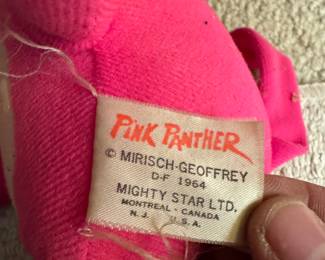 PINK PANTHER
© MIRISCH-GEOFFREY
D-F 1964
MIGHTY STAR LTD.
MONTREAL - CANADA
N.J. U.S.A.